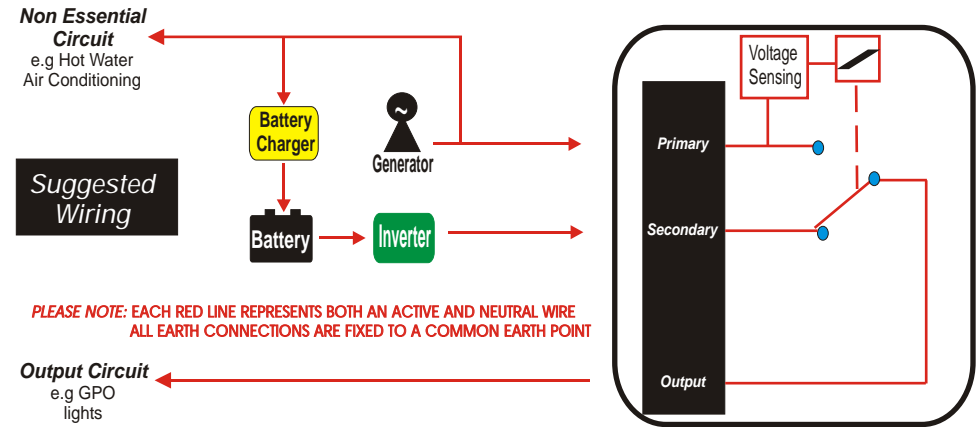 Non Essential
Circuit
e.g Hot Water
Air Conditioning
Battery
Charger
~
Generator
Suggested
Wiring
Battery
Inverter
PLEASE NOTE: EACH RED LINE REPRESENTS BOTH AN ACTIVE AND NEUTRAL WIRE
ALL EARTH CONNECTIONS ARE FIXED TO A COMMON EARTH POINT
Output Circuit
e.g GPO
lights
Voltage
Sensing
Primary
Secondary
Output